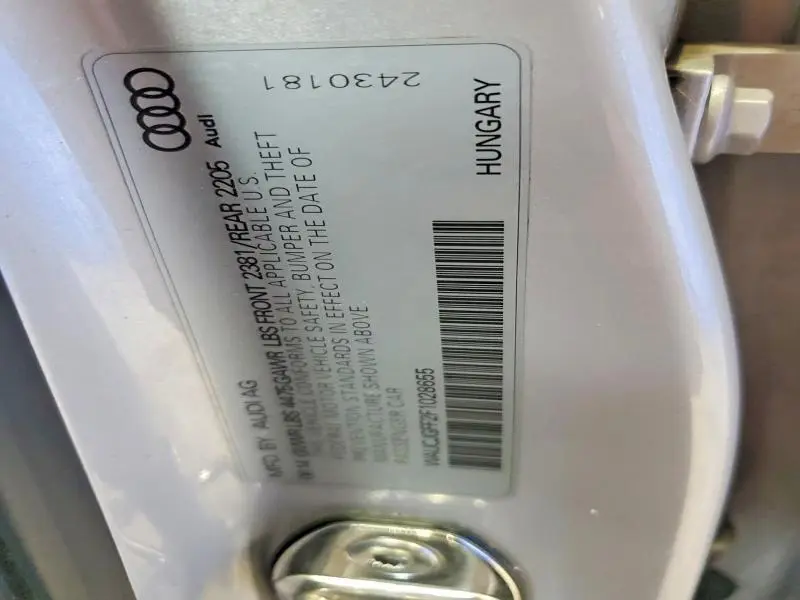 Audi
2430181
MFD BY AUDI AG
08/14 GVWR LBS 4475 GAWR LBS FRONT 2381/REAR 2205
THIS VEHICLE CONFORMS TO ALL APPLICABLE U.S.
FEDERAL MOTOR VEHICLE SAFETY, BUMPER AND THEFT
PREVENTION STANDARDS IN EFFECT ON THE DATE OF
MANUFACTURE SHOWN ABOVE.
PASSENGER CAR
HUNGARY